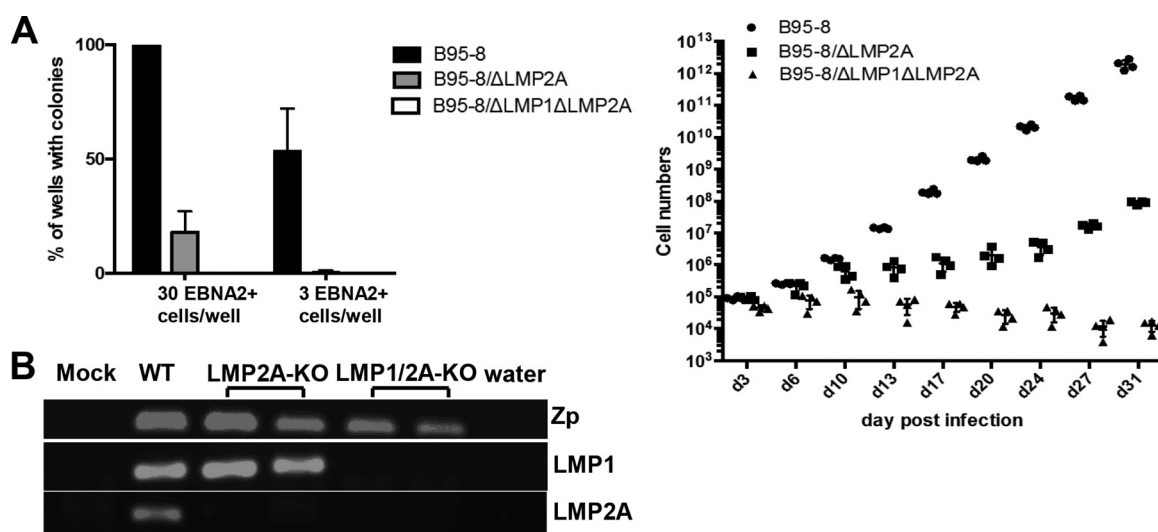 A
% of wells with colonies
100
50
0
30 EBNA2+
cells/well
3 EBNA2+
cells/well
B95-8
B95-8/ΔLMP2A
B95-8/ΔLMP1ΔLMP2A
B95-8
B95-8/ΔLMP2A
B95-8/ΔLMP1ΔLMP2A
Cell numbers
10¹³
10¹²
10¹¹
10¹⁰
10⁹
10⁸
10⁷
10⁶
10⁵
10⁴
10³
d3 d6 d10 d13 d17 d20 d24 d27 d31
day post infection
B
Mock WT LMP2A-KO LMP1/2A-KO water
Zp
LMP1
LMP2A